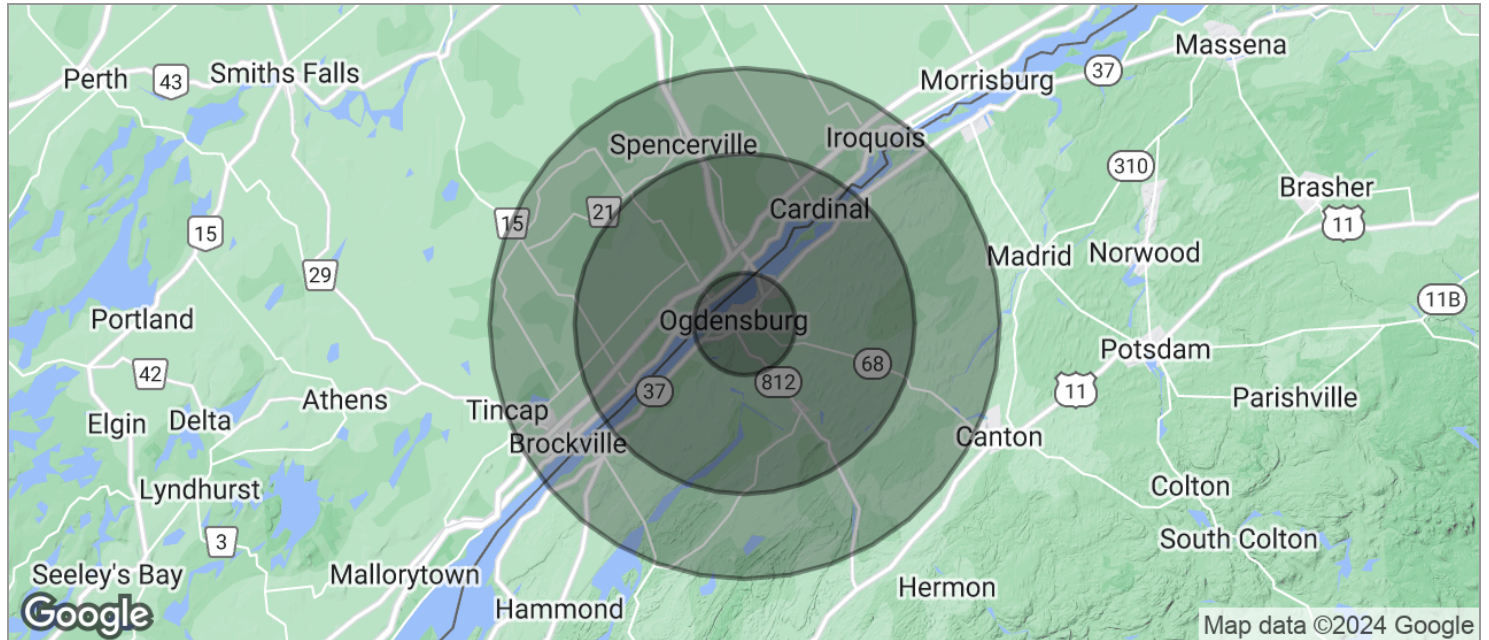 Massena
Perth
43
Smiths Falls
37
Morrisburg
Spencerville
Iroquois
310
Brasher
15
21
Cardinal
11
15
29
Madrid
Norwood
11B
Portland
Ogdensburg
Potsdam
42
68
812
37
11
Parishville
Athens
Tincap
Elgin
Delta
Brockville
Canton
Lyndhurst
Colton
3
South Colton
Seeley's Bay
Mallorytown
Hermon
Hammond
Google
Map data ©2024 Google